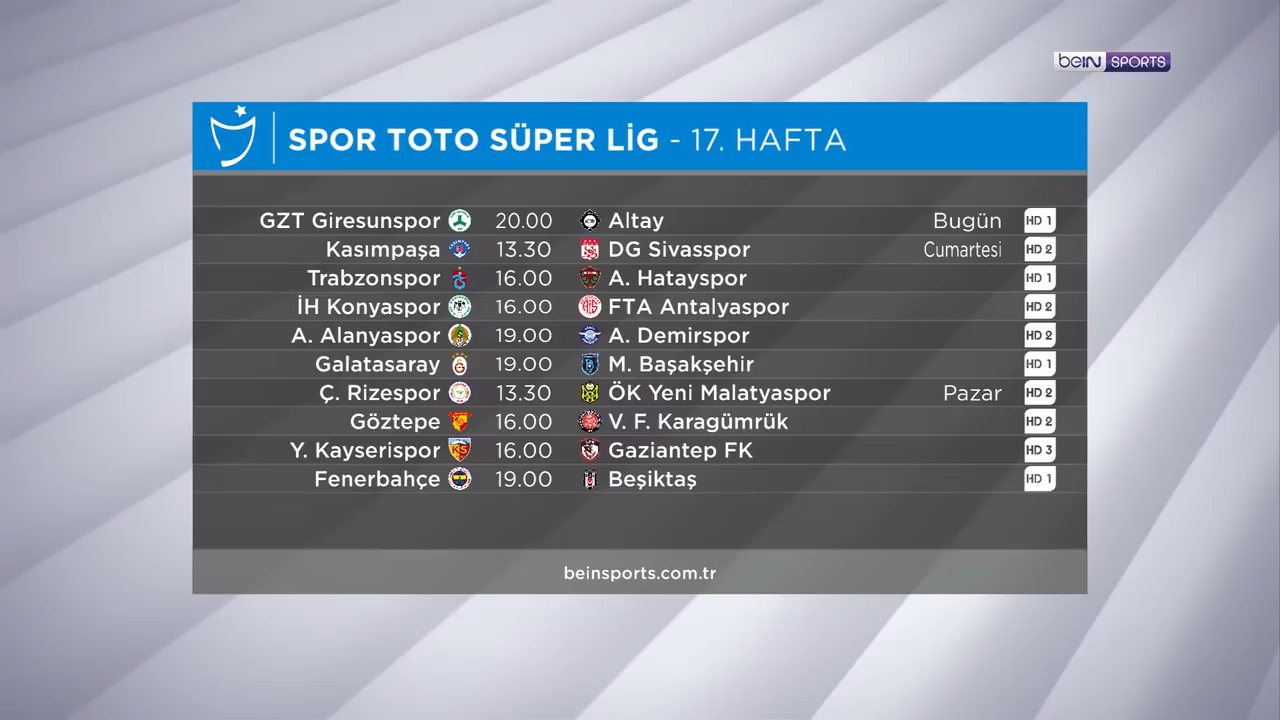 beIN SPORTS
SPOR TOTO SÜPER LİG - 17. HAFTA
GZT Giresunspor 20.00 Altay Bugün HD 1
Kasımpaşa 13.30 DG Sivasspor Cumartesi HD 2
Trabzonspor 16.00 A. Hatayspor HD 1
İH Konyaspor 16.00 FTA Antalyaspor HD 2
A. Alanyaspor 19.00 A. Demirspor HD 2
Galatasaray 19.00 M. Başakşehir HD 1
Ç. Rizespor 13.30 ÖK Yeni Malatyaspor Pazar HD 2
Göztepe 16.00 V. F. Karagümrük HD 2
Y. Kayserispor 16.00 Gaziantep FK HD 3
Fenerbahçe 19.00 Beşiktaş HD 1
beinsports.com.tr